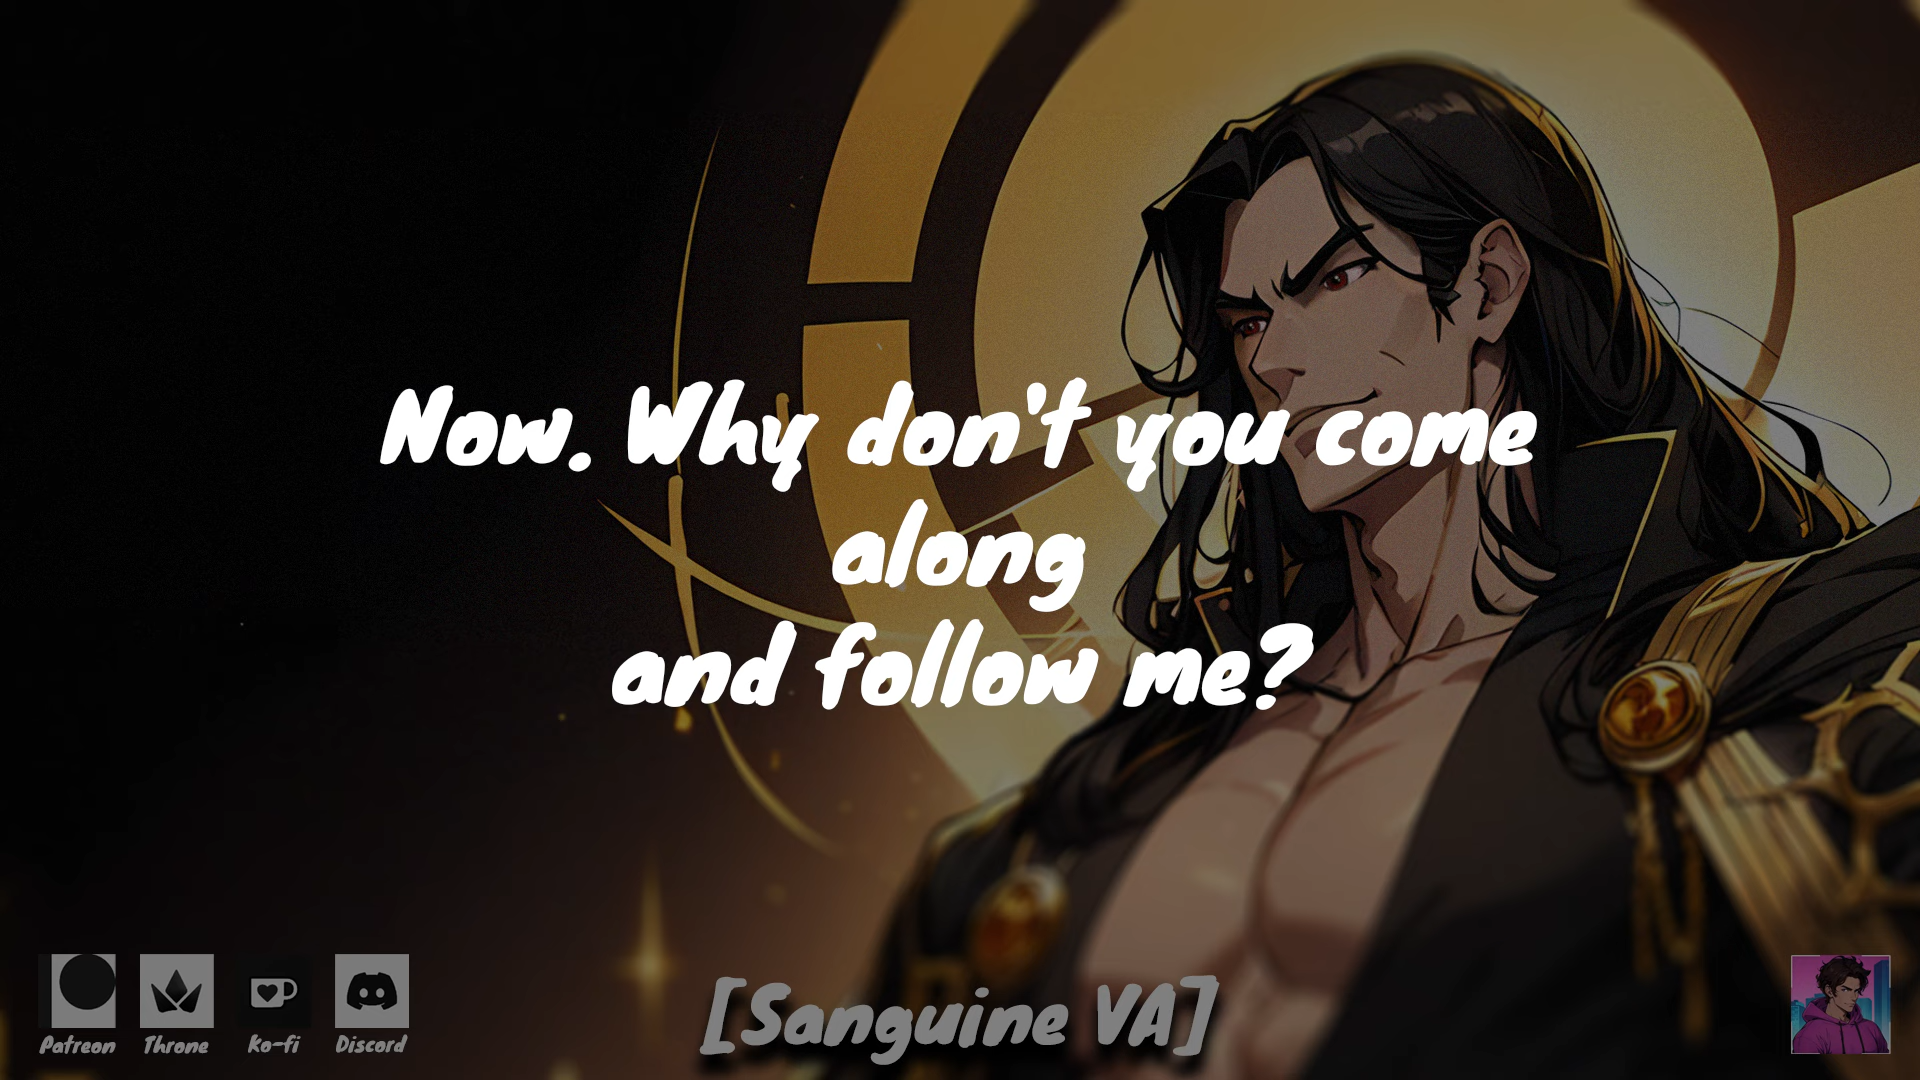 Now. Why don't you come
along
and follow me?
[Sanguine VA]
Patreon
Throne
Ko-fi
Discord